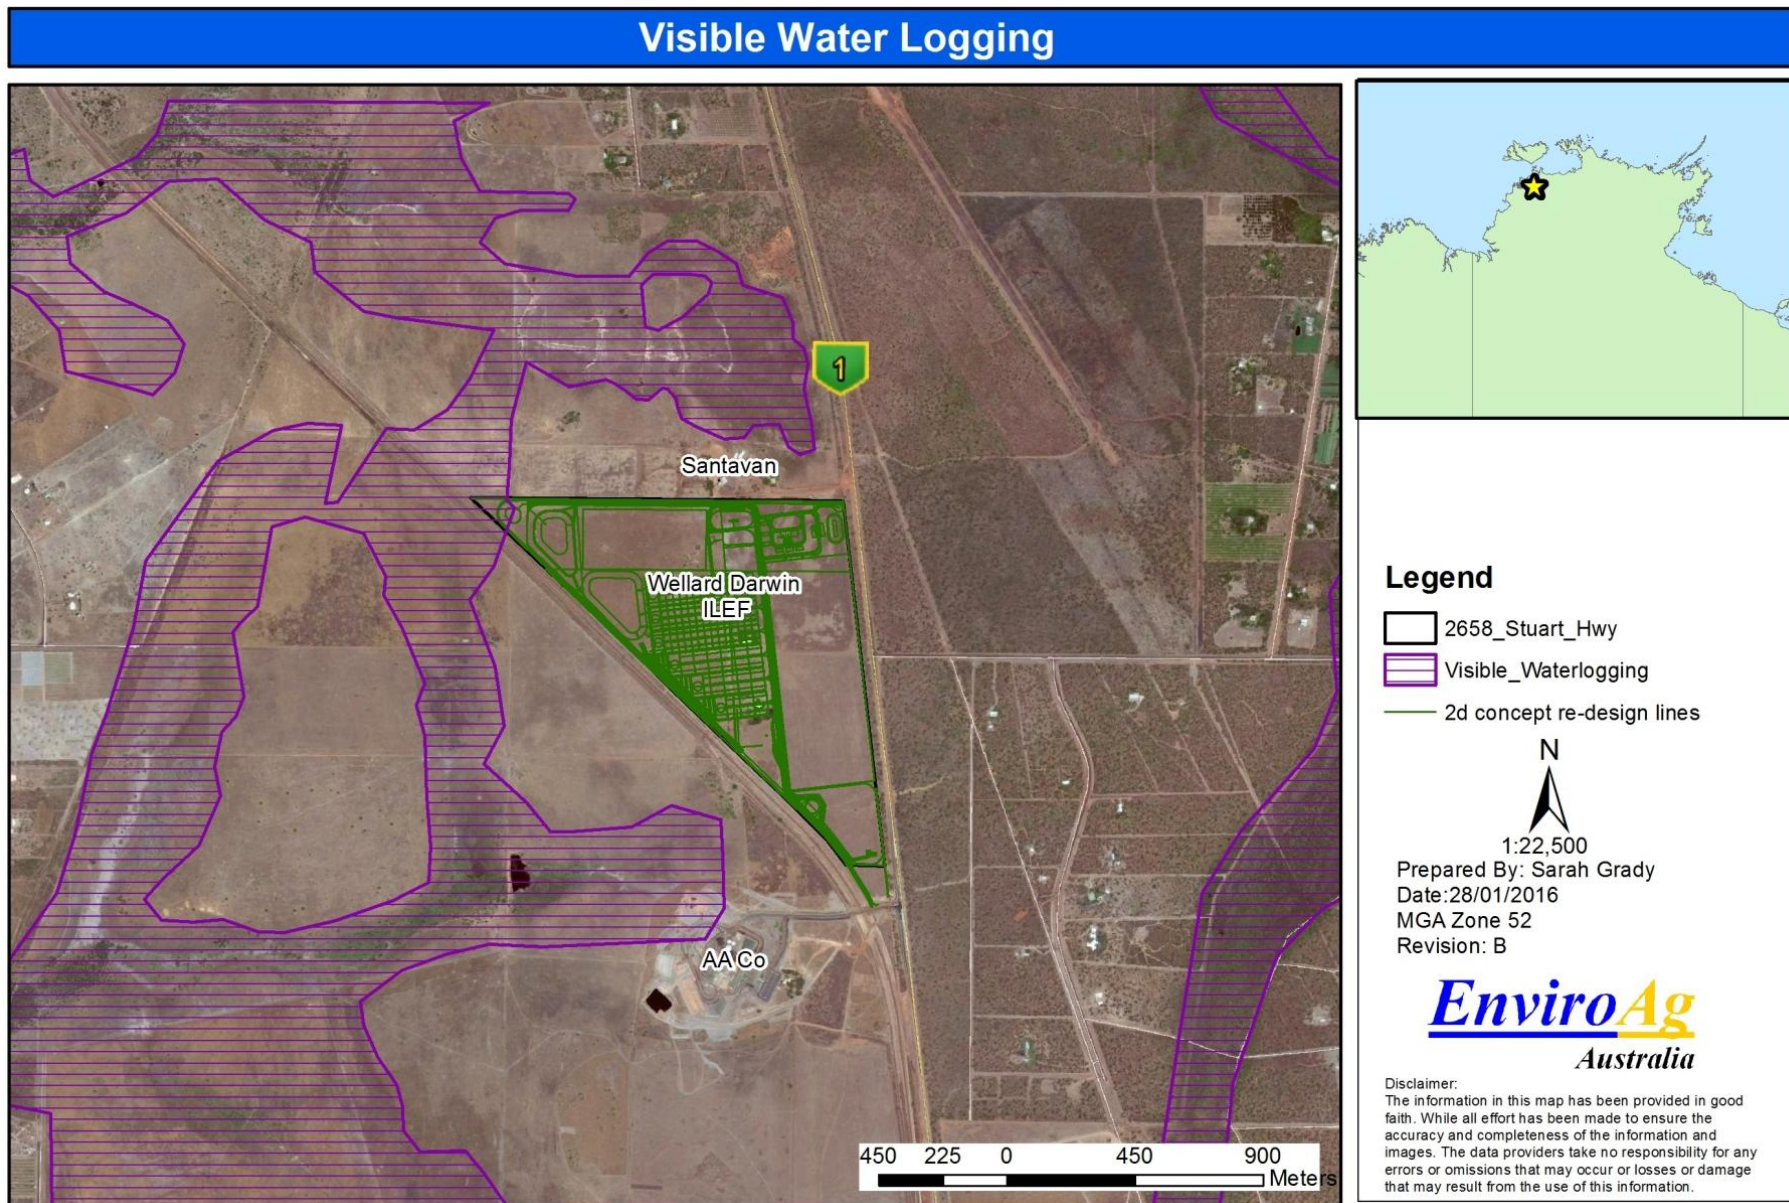 Visible Water Logging
1
Santavan
Wellard Darwin
ILEF
AA Co
450 225 0 450 900
Meters
Legend
2658_Stuart_Hwy
Visible_Waterlogging
2d concept re-design lines
N
1:22,500
Prepared By: Sarah Grady
Date:28/01/2016
MGA Zone 52
Revision: B
EnviroAg
Australia
Disclaimer:
The information in this map has been provided in good
faith. While all effort has been made to ensure the
accuracy and completeness of the information and
images. The data providers take no responsibility for any
errors or omissions that may occur or losses or damage
that may result from the use of this information.